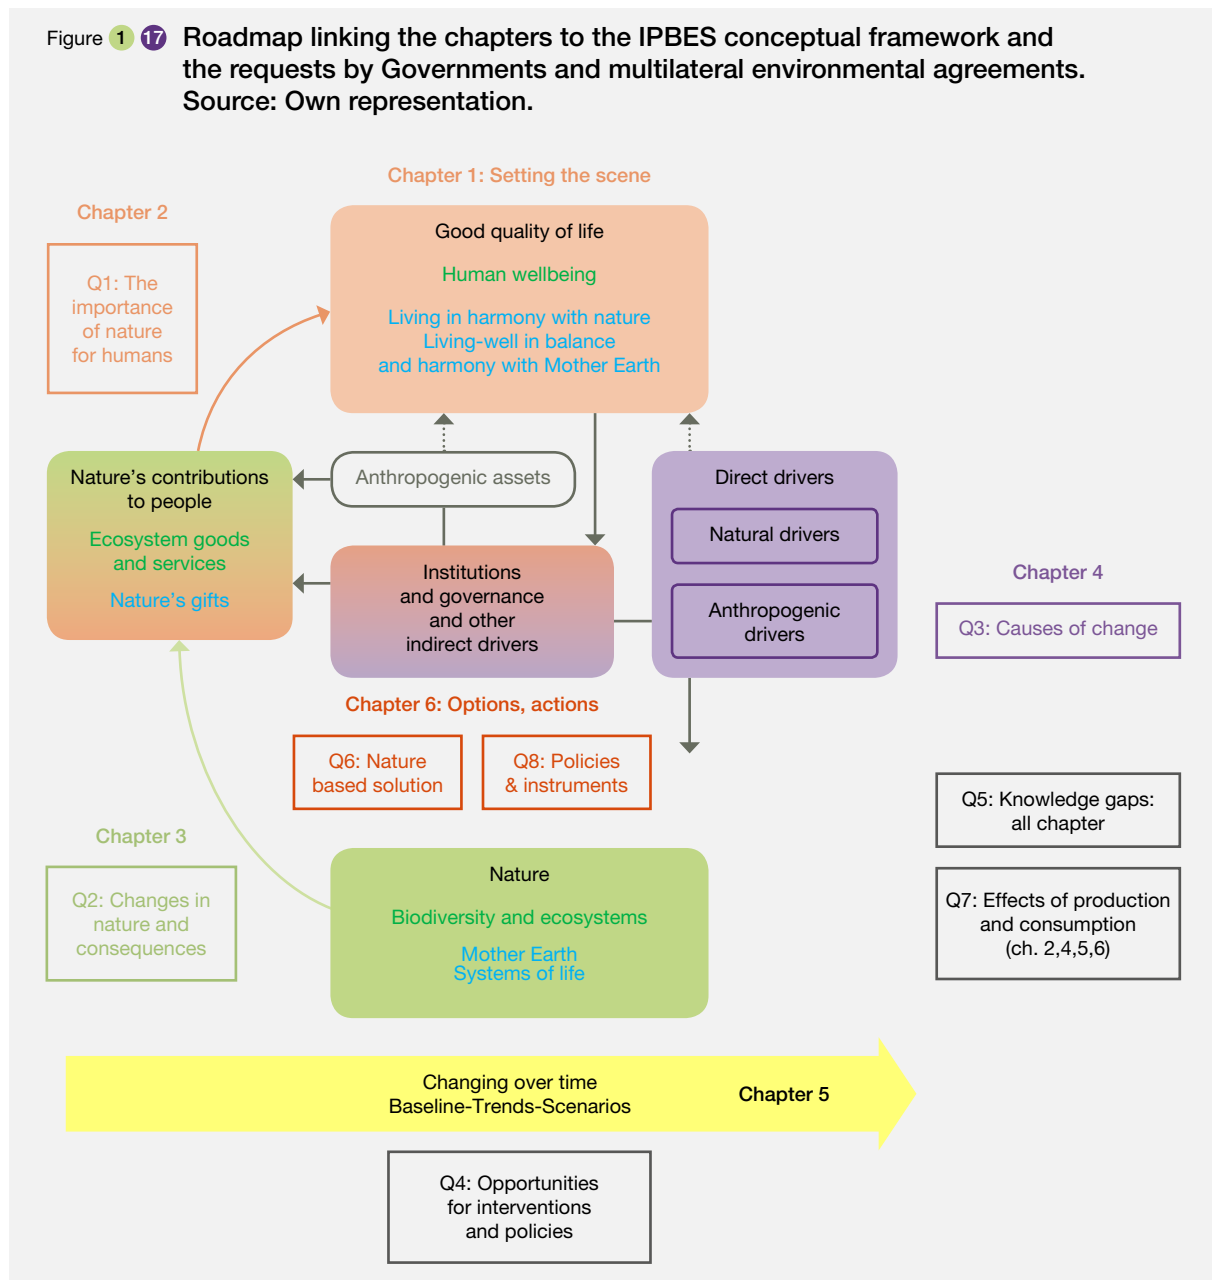 Figure 1 17 Roadmap linking the chapters to the IPBES conceptual framework and
the requests by Governments and multilateral environmental agreements.
Source: Own representation.
Chapter 1: Setting the scene
Chapter 2
Q1: The
importance
of nature
for humans
Good quality of life
Human wellbeing
Living in harmony with nature
Living-well in balance
and harmony with Mother Earth
Nature's contributions
to people
Ecosystem goods
and services
Nature's gifts
Anthropogenic assets
Institutions
and governance
and other
indirect drivers
Direct drivers
Natural drivers
Anthropogenic
drivers
Chapter 4
Q3: Causes of change
Chapter 6: Options, actions
Q6: Nature
based solution
Q8: Policies
& instruments
Q5: Knowledge gaps:
all chapter
Q7: Effects of production
and consumption
(ch. 2,4,5,6)
Chapter 3
Q2: Changes in
nature and
consequences
Nature
Biodiversity and ecosystems
Mother Earth
Systems of life
Changing over time
Baseline-Trends-Scenarios
Chapter 5
Q4: Opportunities
for interventions
and policies